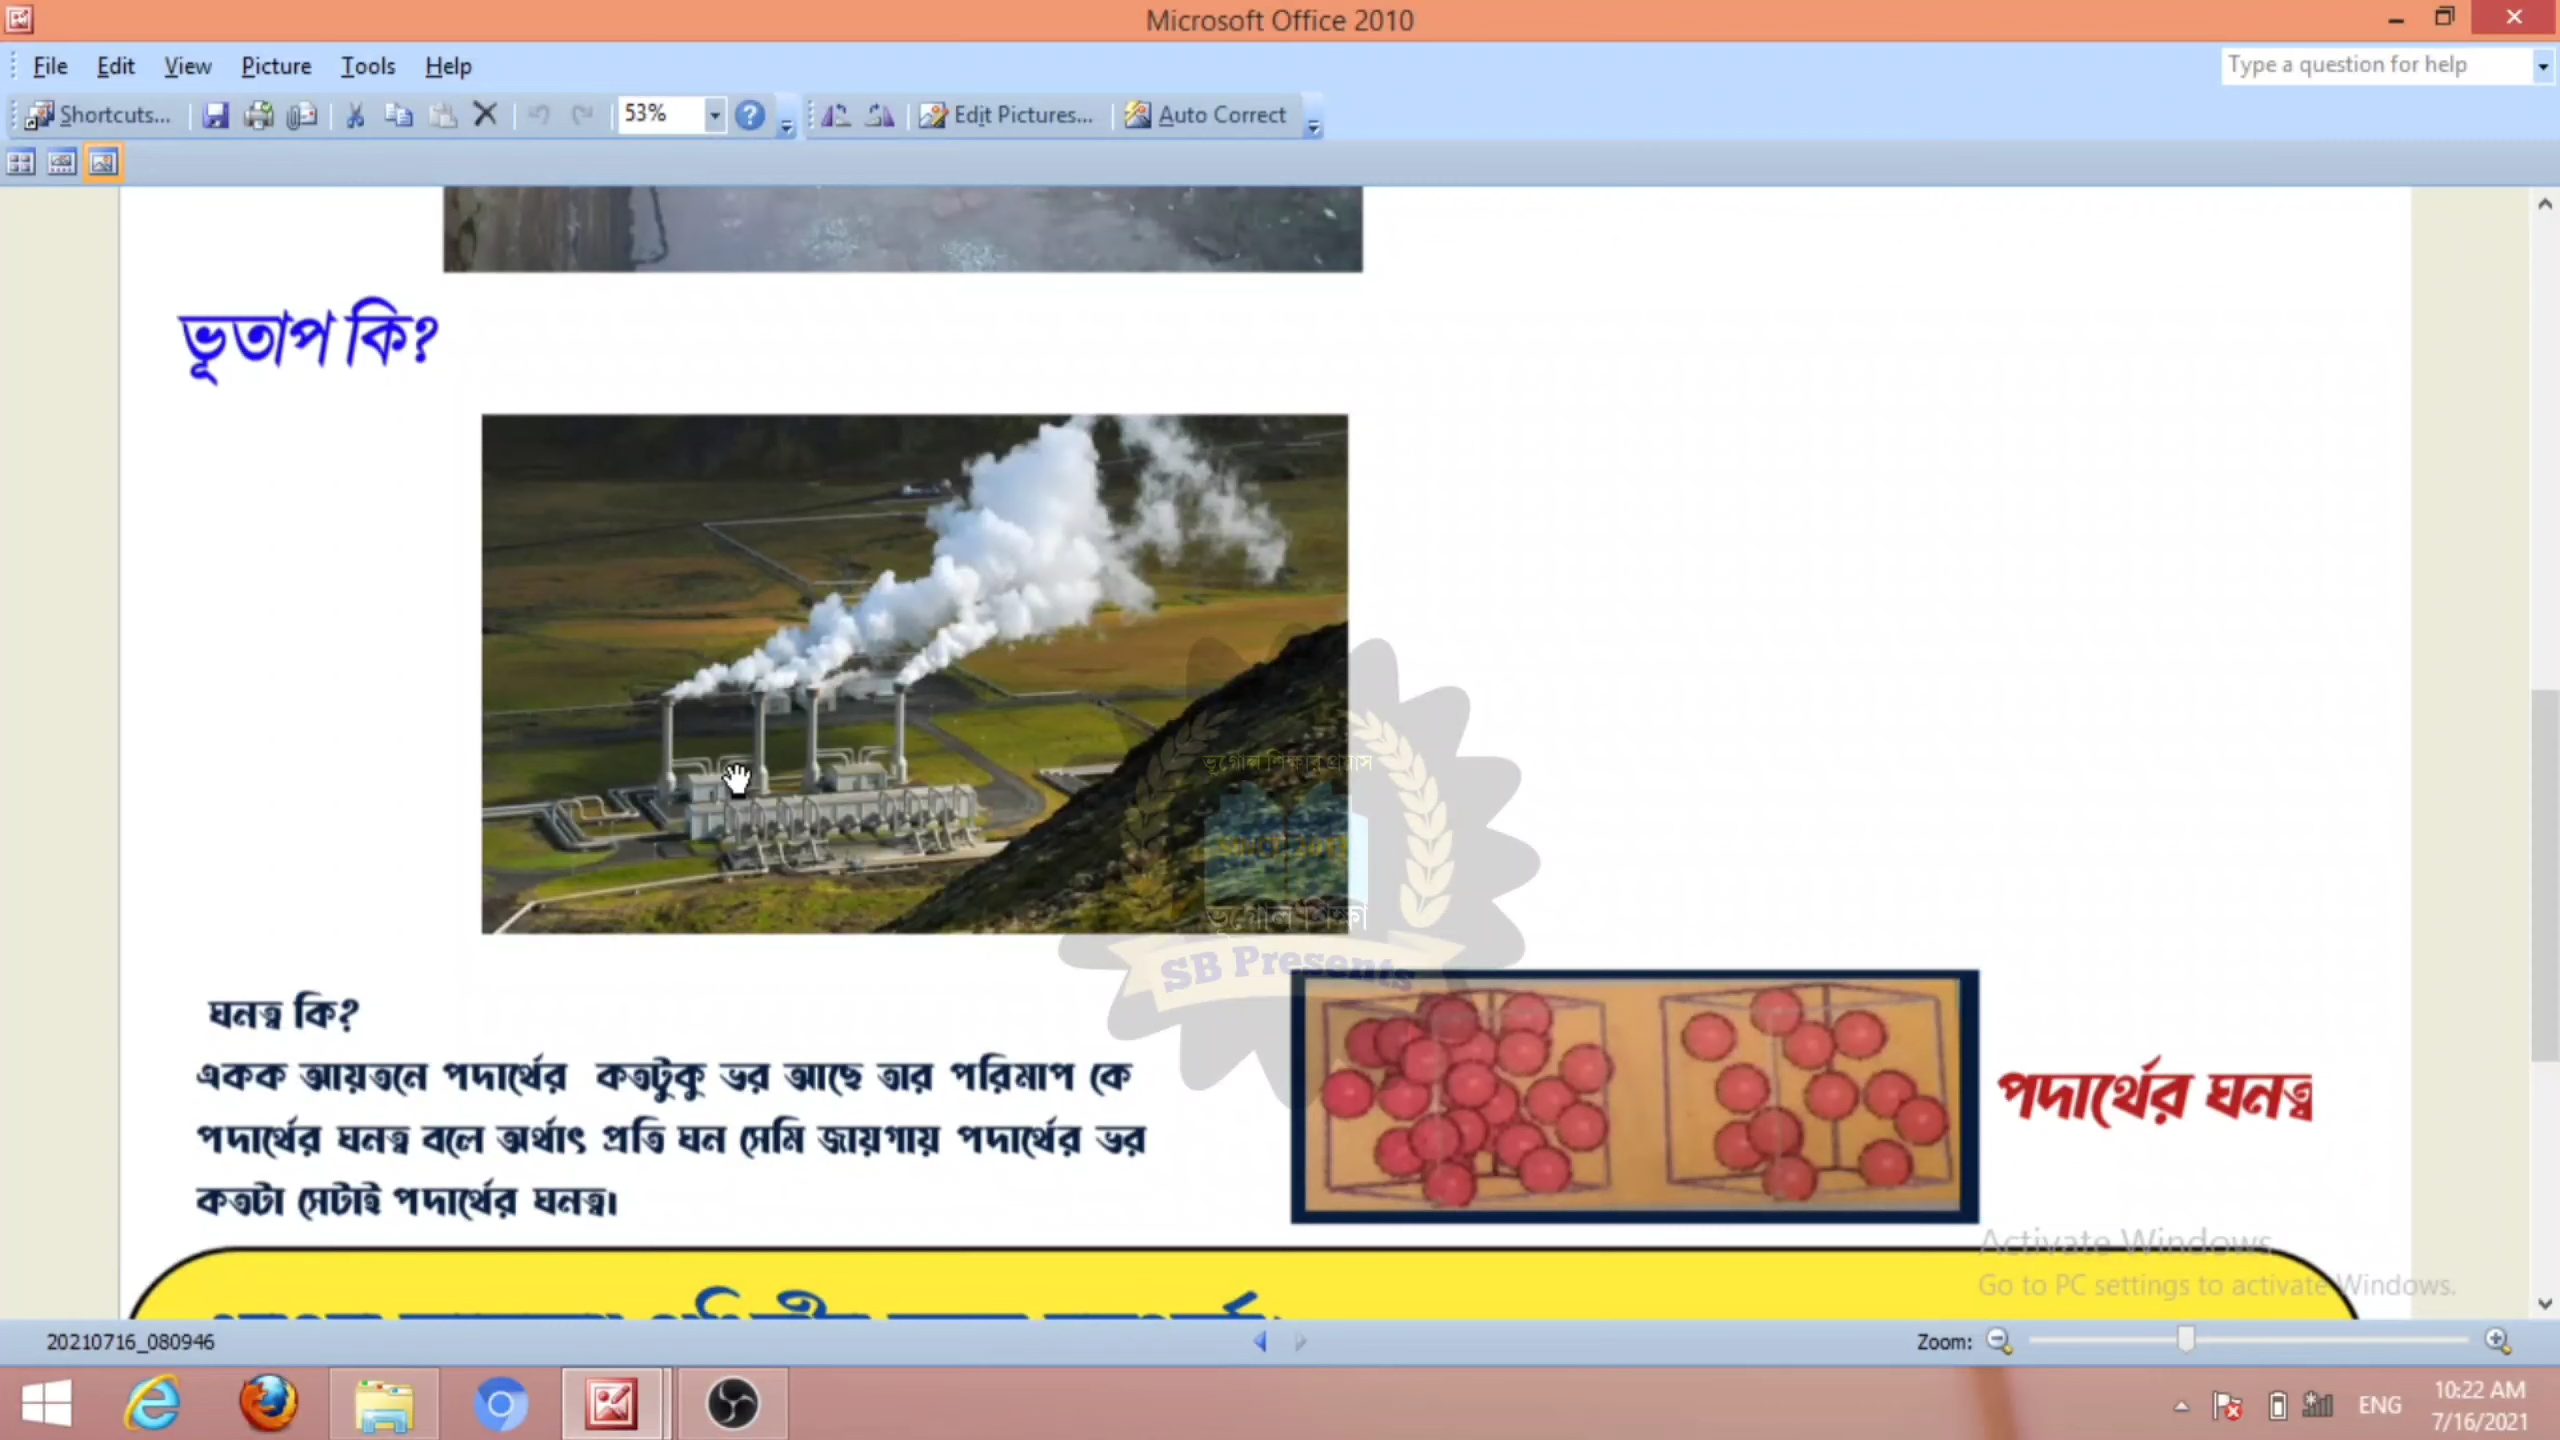 Microsoft Office 2010
File Edit View Picture Tools Help
Type a question for help
Shortcuts... 53% Edit Pictures... Auto Correct
ভূতাপ কি?
ভূগোল শিক্ষার প্রয়াস
ভূগোল শিক্ষা
SB Presents
ঘনত্ব কি?
একক আয়তনে পদার্থের কতটুকু ভর আছে তার পরিমাপ কে
পদার্থের ঘনত্ব বলে অর্থাৎ প্রতি ঘন সেমি জায়গায় পদার্থের ভর
কতটা সেটাই পদার্থের ঘনত্ব।
পদার্থের ঘনত্ব
Activate Windows
Go to PC settings to activate Windows.
20210716_080946
Zoom:
ENG
10:22 AM
7/16/2021